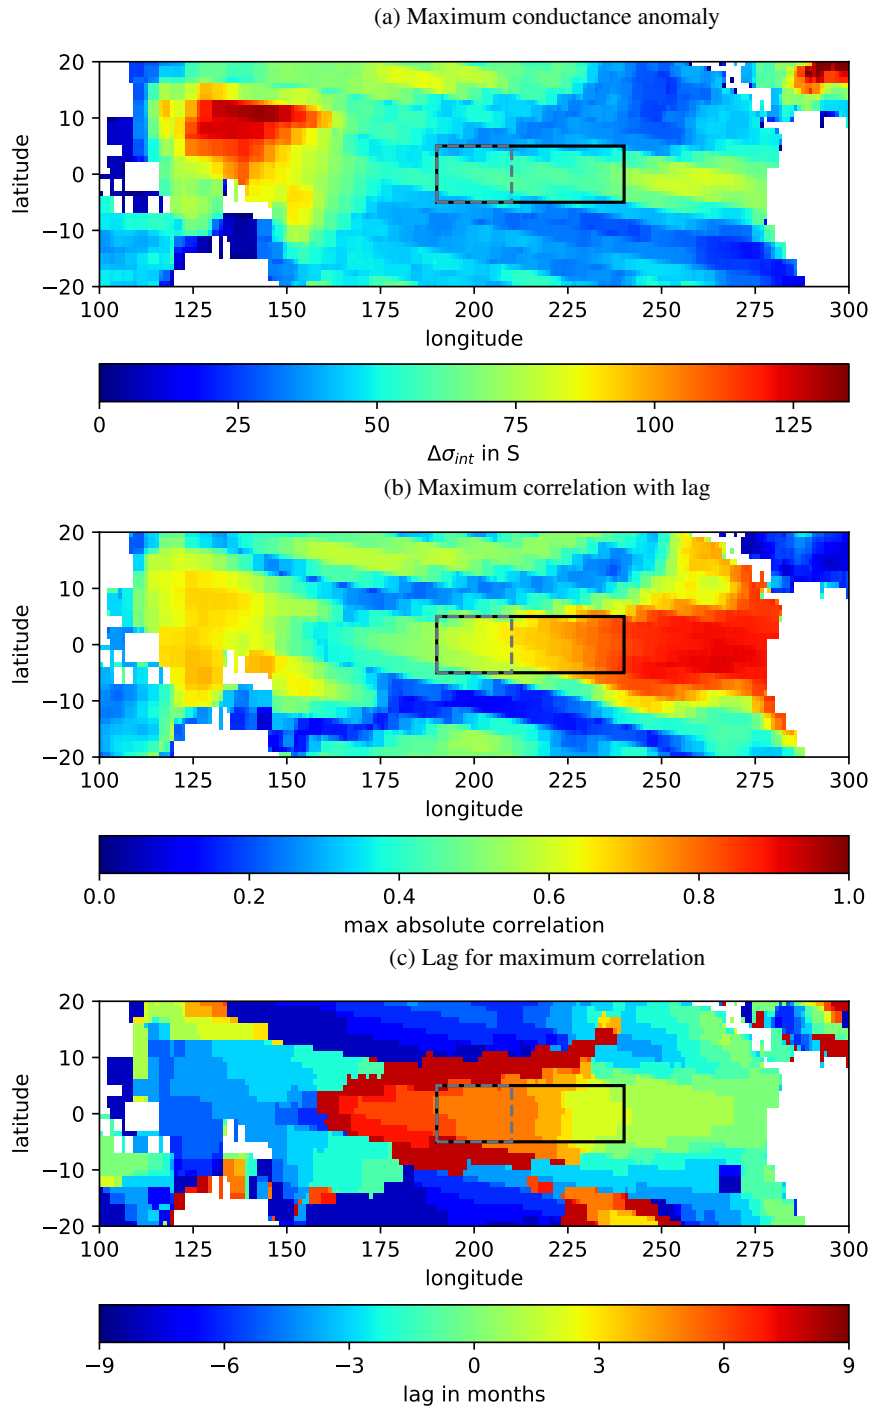 (a) Maximum conductance anomaly
20
10
0
−10
−20
latitude
100 125 150 175 200 225 250 275 300
longitude
0 25 50 75 100 125
Δσint in S
(b) Maximum correlation with lag
20
10
0
−10
−20
latitude
100 125 150 175 200 225 250 275 300
longitude
0.0 0.2 0.4 0.6 0.8 1.0
max absolute correlation
(c) Lag for maximum correlation
20
10
0
−10
−20
latitude
100 125 150 175 200 225 250 275 300
longitude
−9 −6 −3 0 3 6 9
lag in months